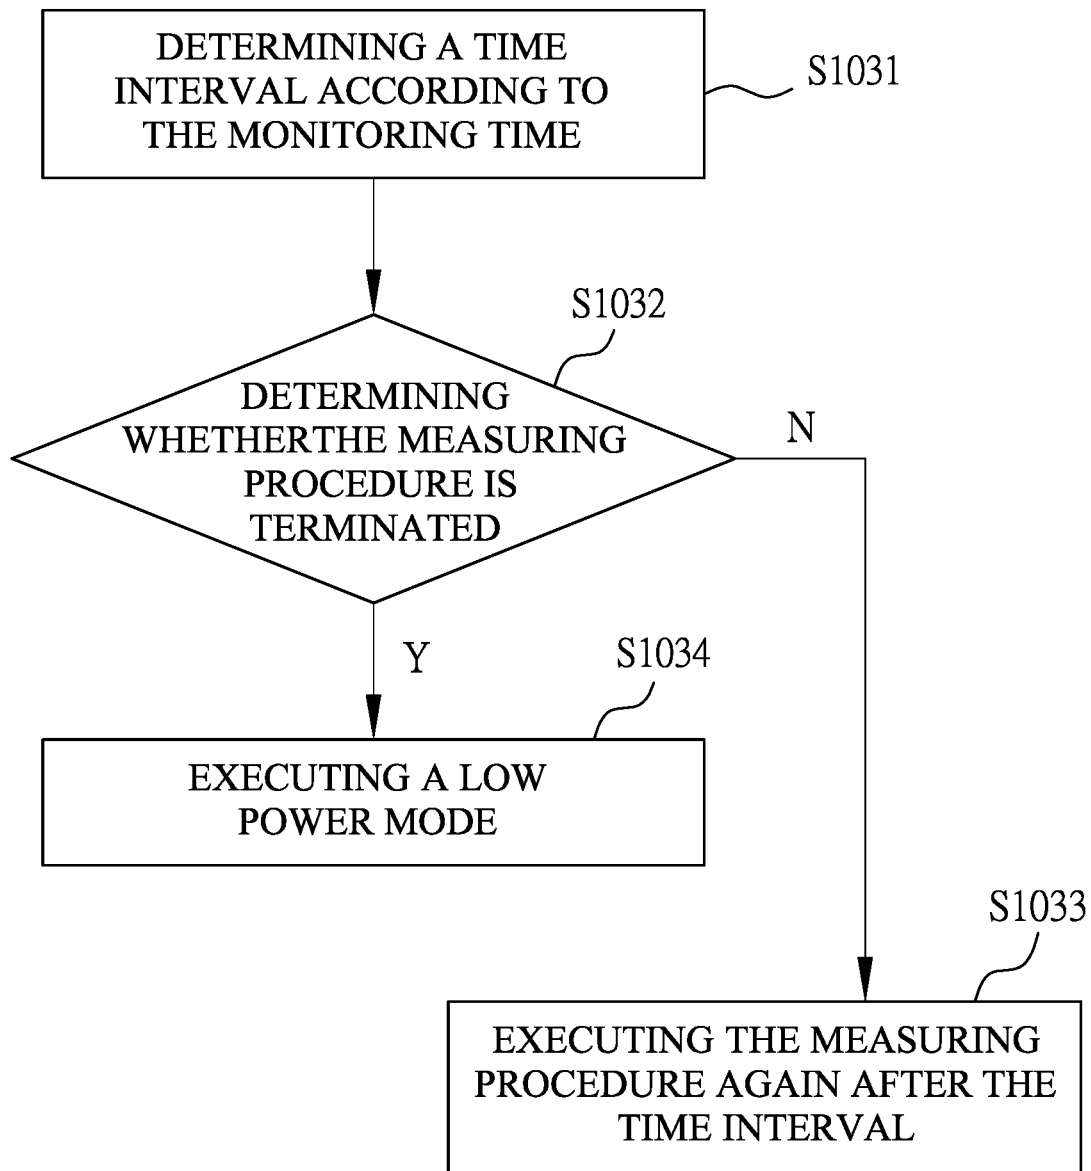 DETERMINING A TIME
INTERVAL ACCORDING TO
THE MONITORING TIME
S1031
S1032
DETERMINING
WHETHERTHE MEASURING
PROCEDURE IS
TERMINATED
N
Y
S1034
EXECUTING A LOW
POWER MODE
S1033
EXECUTING THE MEASURING
PROCEDURE AGAIN AFTER THE
TIME INTERVAL